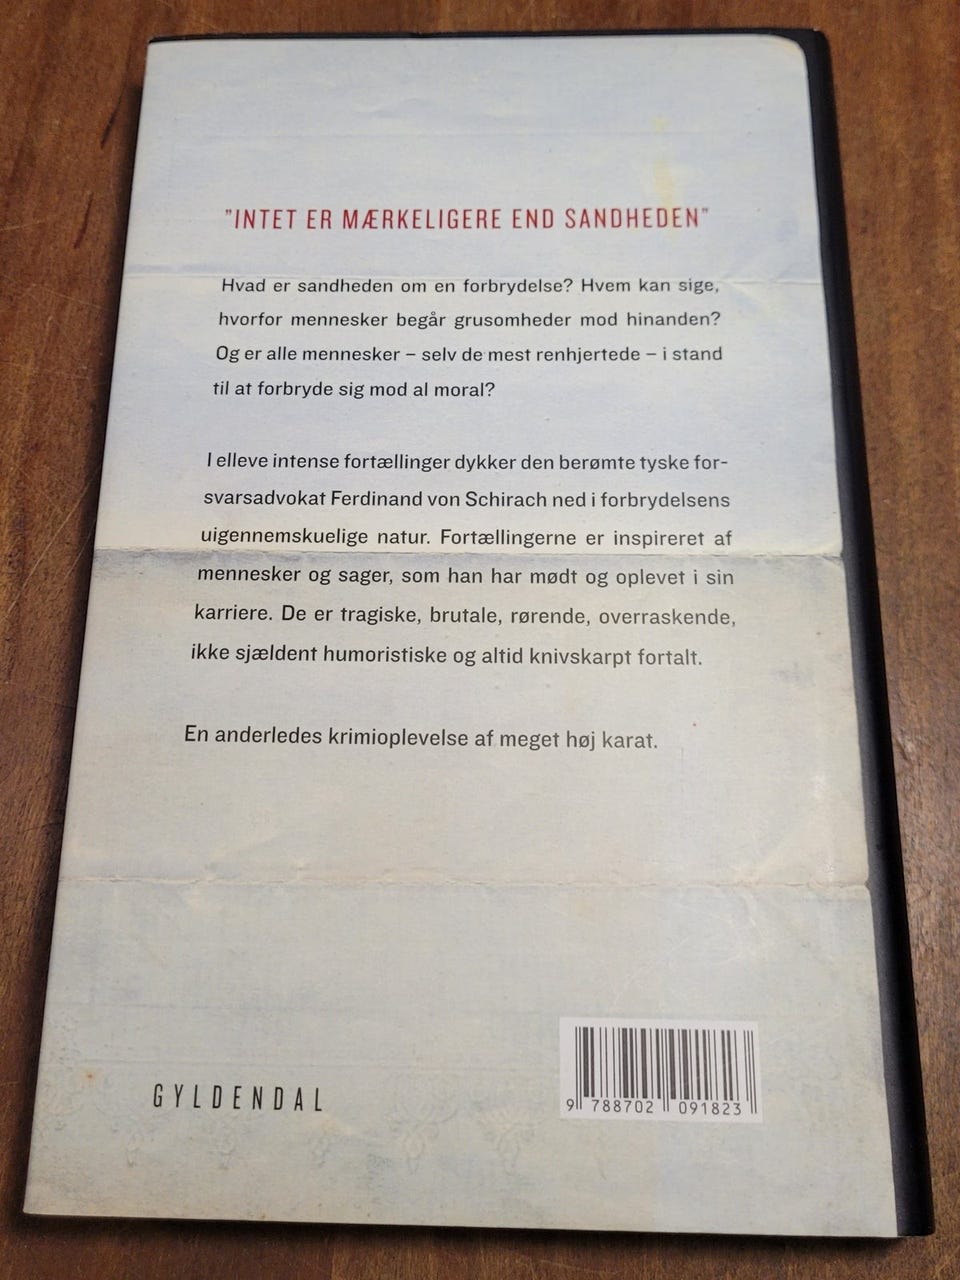 "INTET ER MÆRKELIGERE END SANDHEDEN"
Hvad er sandheden om en forbrydelse? Hvem kan sige,
hvorfor mennesker begår grusomheder mod hinanden?
Og er alle mennesker – selv de mest renhjertede – i stand
til at forbryde sig mod al moral?
I elleve intense fortællinger dykker den berømte tyske for-
svarsadvokat Ferdinand von Schirach ned i forbrydelsens
uigennemskuelige natur. Fortællingerne er inspireret af
mennesker og sager, som han har mødt og oplevet i sin
karriere. De er tragiske, brutale, rørende, overraskende,
ikke sjældent humoristiske og altid knivskarpt fortalt.
En anderledes krimioplevelse af meget høj karat.
GYLDENDAL
9 788702 091823